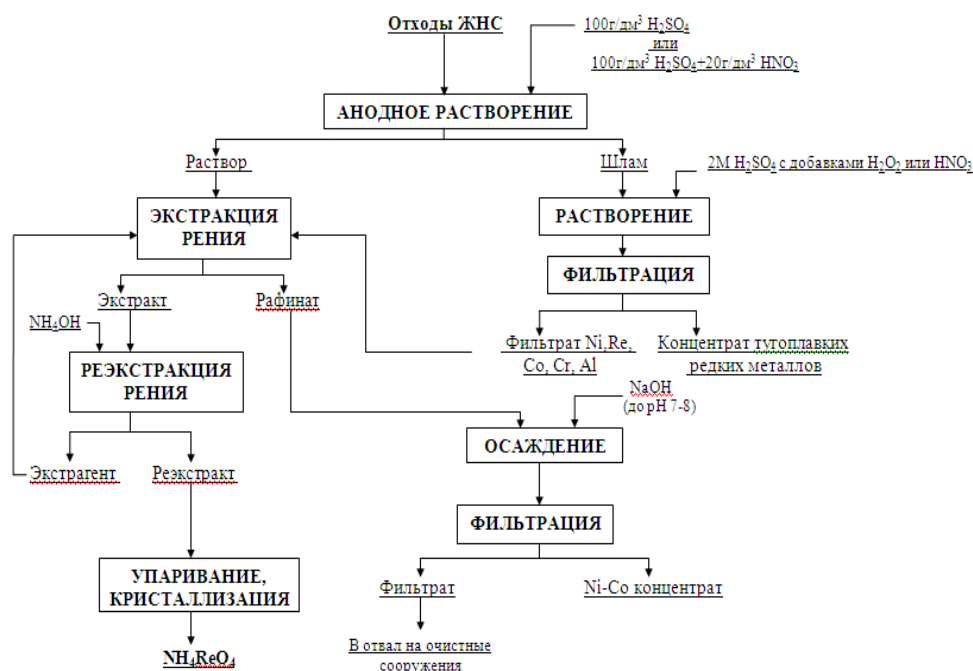 Отходы ЖНС
100г/дм³ H₂SO₄
или
100г/дм³ H₂SO₄+20г/дм³ HNO₃
АНОДНОЕ РАСТВОРЕНИЕ
Раствор
Шлам
2М H₂SO₄ с добавками H₂O₂ или HNO₃
ЭКСТРАКЦИЯ
РЕНИЯ
РАСТВОРЕНИЕ
ФИЛЬТРАЦИЯ
Экстракт
Рафинат
NH₄OH
Фильтрат Ni,Re,
Co, Cr, Al
Концентрат тугоплавких
редких металлов
РЕЭКСТРАКЦИЯ
РЕНИЯ
NaOH
(до pH 7-8)
ОСАЖДЕНИЕ
Экстрагент
Реэкстракт
ФИЛЬТРАЦИЯ
УПАРИВАНИЕ,
КРИСТАЛЛИЗАЦИЯ
Фильтрат
Ni-Co концентрат
NH₄ReO₄
В отвал на очистные
сооружения